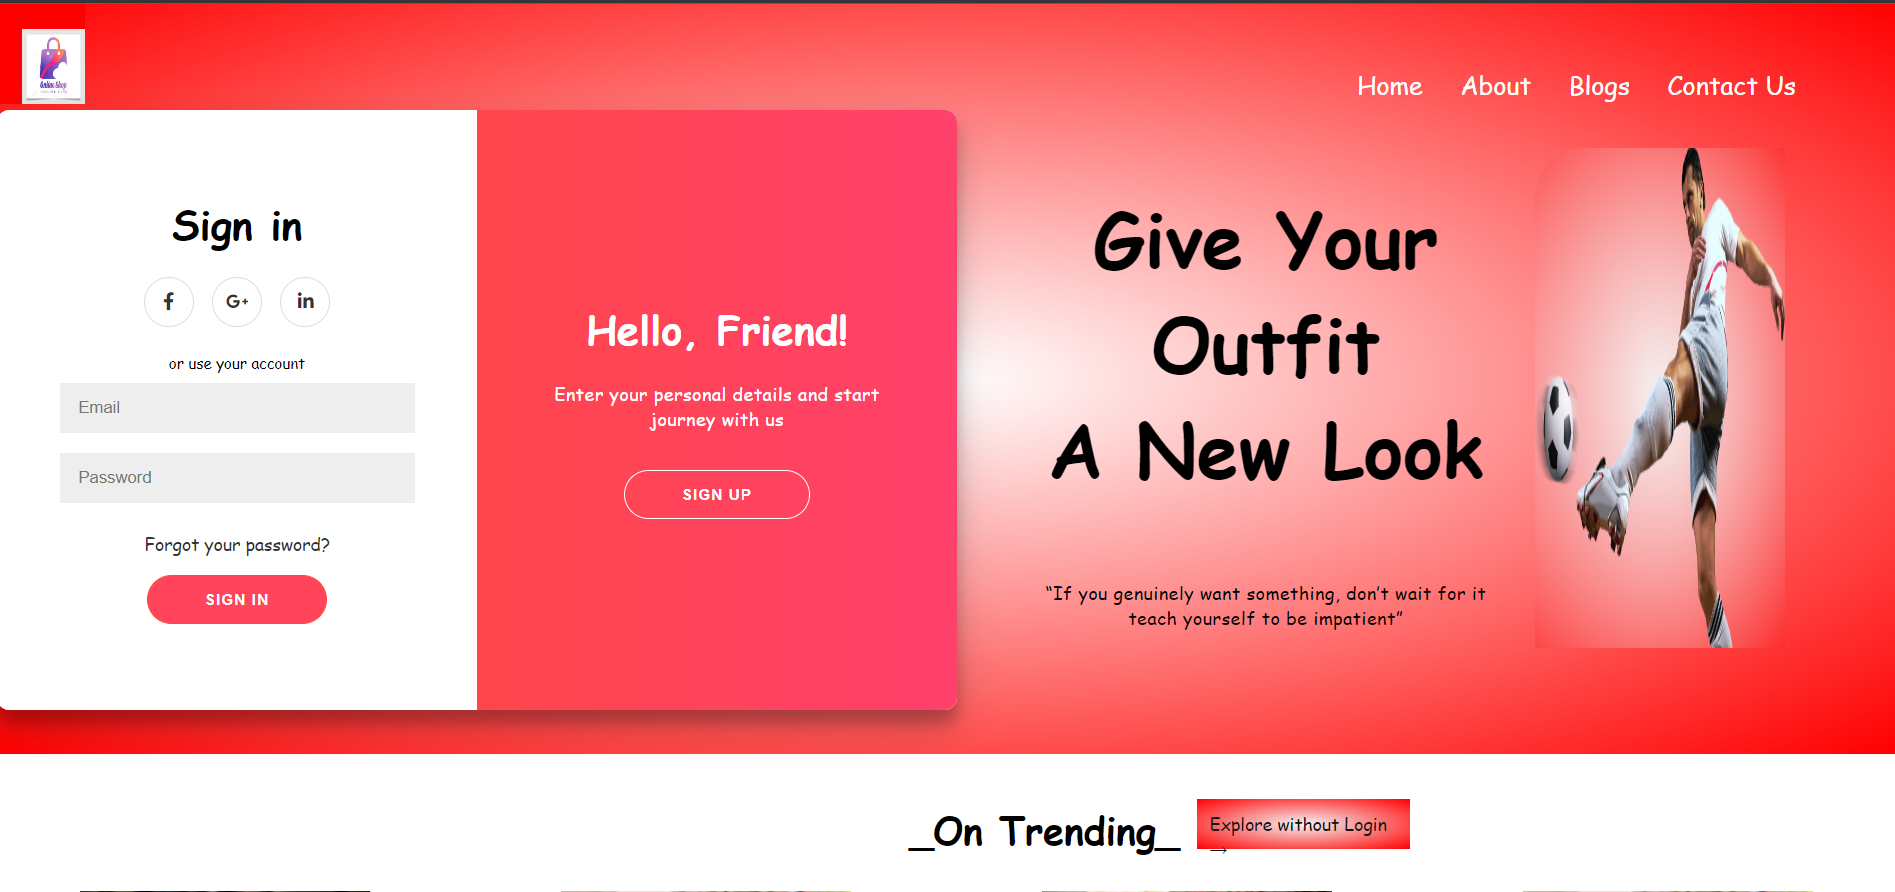 Online Shop
Home About Blogs Contact Us
Sign in
G+ in
or use your account
Email
Password
Forgot your password?
SIGN IN
Hello, Friend!
Enter your personal details and start
journey with us
SIGN UP
Give Your
Outfit
A New Look
“If you genuinely want something, don’t wait for it
teach yourself to be impatient”
_On Trending_
Explore without Login
→